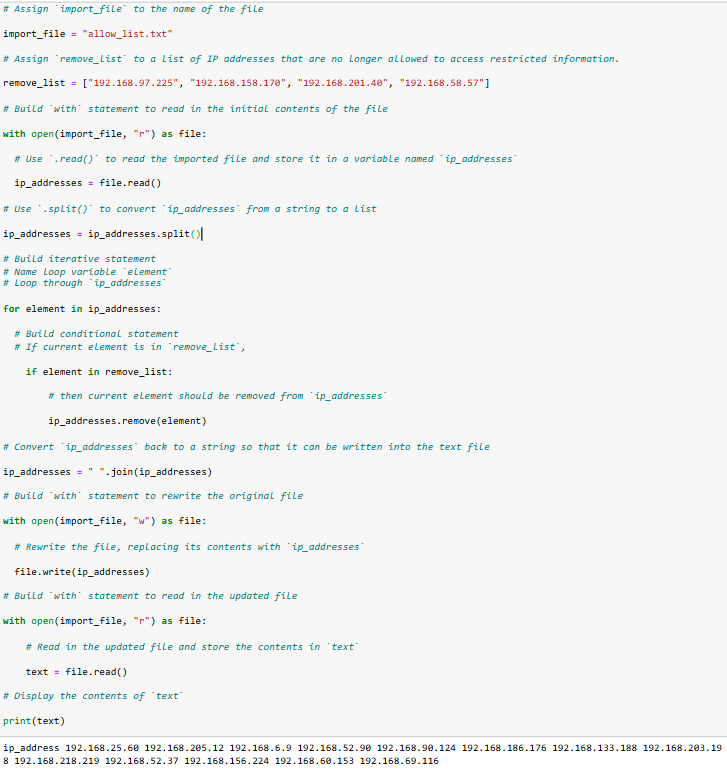 # Assign `import_file` to the name of the file
import_file = "allow_list.txt"
# Assign `remove_list` to a list of IP addresses that are no longer allowed to access restricted information.
remove_list = ["192.168.97.225", "192.168.158.170", "192.168.201.40", "192.168.58.57"]
# Build `with` statement to read in the initial contents of the file
with open(import_file, "r") as file:
# Use `.read()` to read the imported file and store it in a variable named `ip_addresses`
ip_addresses = file.read()
# Use `.split()` to convert `ip_addresses` from a string to a list
ip_addresses = ip_addresses.split()
# Build iterative statement
# Name loop variable `element`
# Loop through `ip_addresses`
for element in ip_addresses:
# Build conditional statement
# If current element is in `remove_list`,
if element in remove_list:
# then current element should be removed from `ip_addresses`
ip_addresses.remove(element)
# Convert `ip_addresses` back to a string so that it can be written into the text file
ip_addresses = " ".join(ip_addresses)
# Build `with` statement to rewrite the original file
with open(import_file, "w") as file:
# Rewrite the file, replacing its contents with `ip_addresses`
file.write(ip_addresses)
# Build `with` statement to read in the updated file
with open(import_file, "r") as file:
# Read in the updated file and store the contents in `text`
text = file.read()
# Display the contents of `text`
print(text)
ip_address 192.168.25.60 192.168.205.12 192.168.6.9 192.168.52.90 192.168.90.124 192.168.186.176 192.168.133.188 192.168.203.19
8 192.168.218.219 192.168.52.37 192.168.156.224 192.168.60.153 192.168.69.116